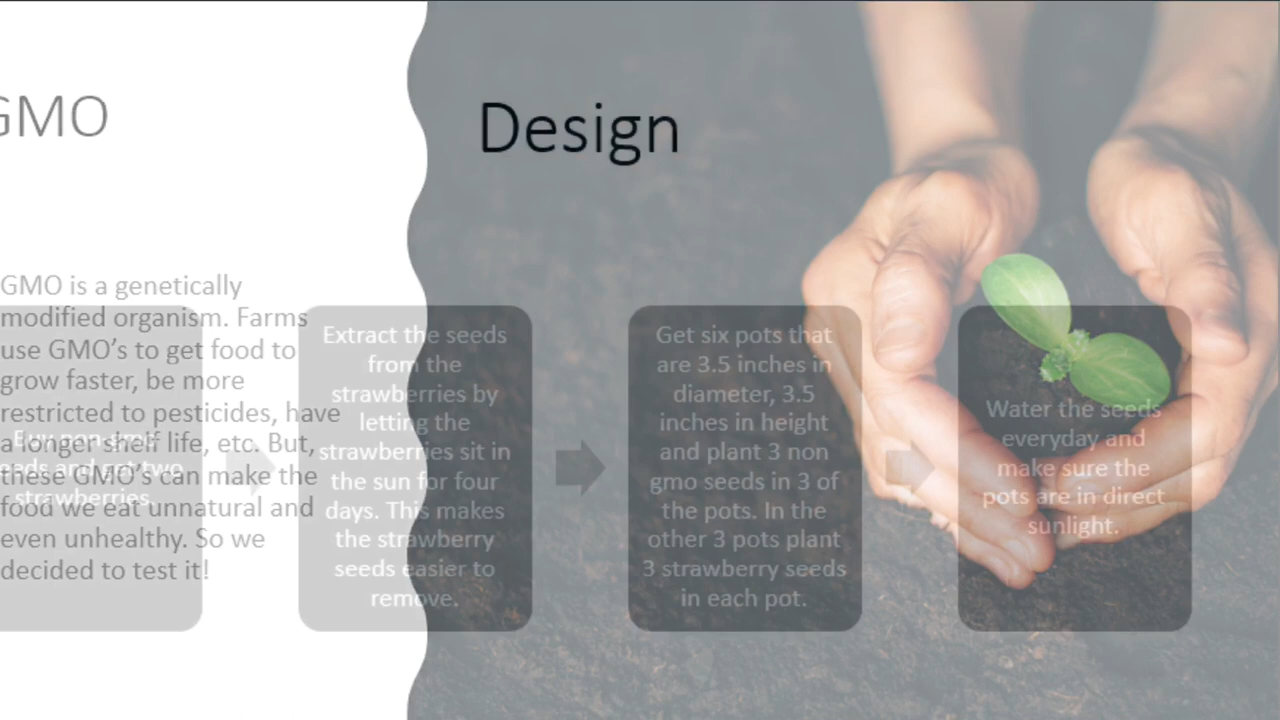 GMO
Design
GMO is a genetically
modified organism. Farms
use GMO's to get food to
grow faster, be more
restricted to pesticides, have
a longer shelf life, etc. But,
these GMO's can make the
food we eat unnatural and
even unhealthy. So we
decided to test it!
and get two
strawberries.
Extract the seeds
from the
strawberries by
letting the
strawberries sit in
the sun for four
days. This makes
the strawberry
seeds easier to
remove.
Get six pots that
are 3.5 inches in
diameter, 3.5
inches in height
and plant 3 non
gmo seeds in 3 of
the pots. In the
other 3 pots plant
3 strawberry seeds
in each pot.
Water the seeds
everyday and
make sure the
pots are in direct
sunlight.